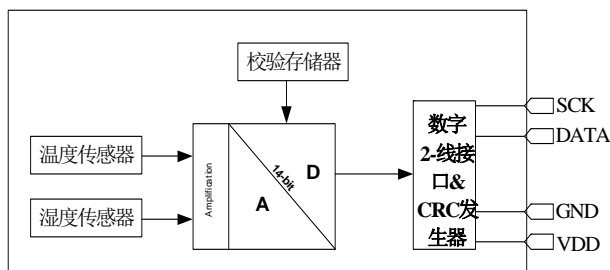 校验存储器
SCK
数字
DATA
2-线接
口&
CRC发
生器
GND
VDD
温度传感器
湿度传感器
Amplification
14-bit
D
A